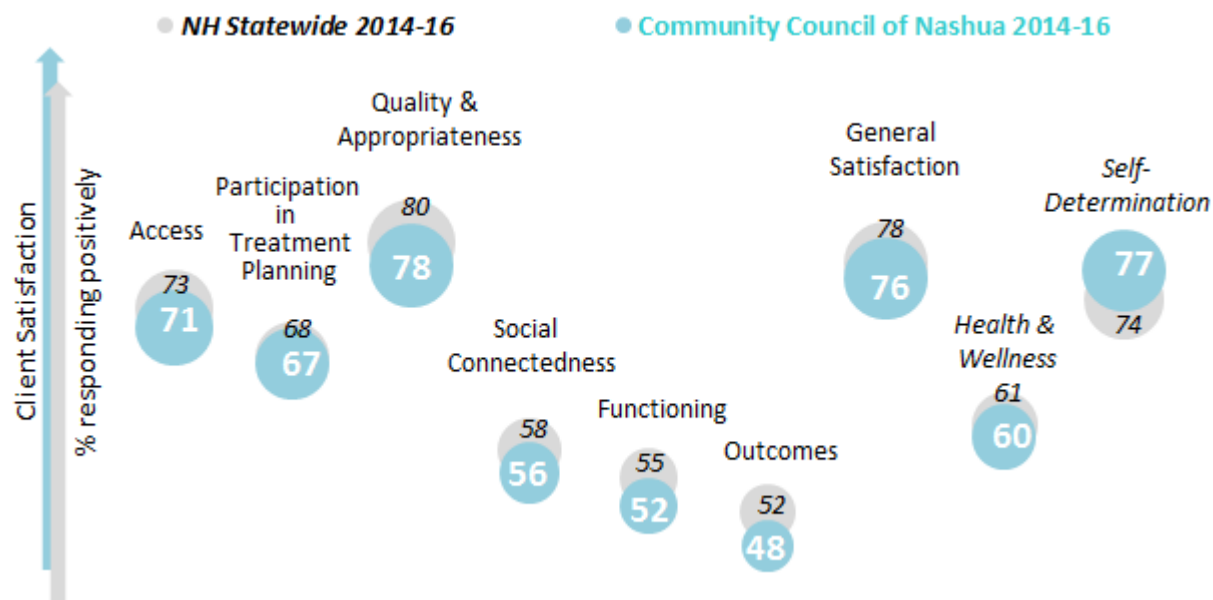 NH Statewide 2014-16
Community Council of Nashua 2014-16
Client Satisfaction
% responding positively
Access
73
71
Participation
in
Treatment
Planning
68
67
Quality &
Appropriateness
80
78
Social
Connectedness
58
56
Functioning
55
52
Outcomes
52
48
General
Satisfaction
78
76
Health &
Wellness
61
60
Self-
Determination
77
74